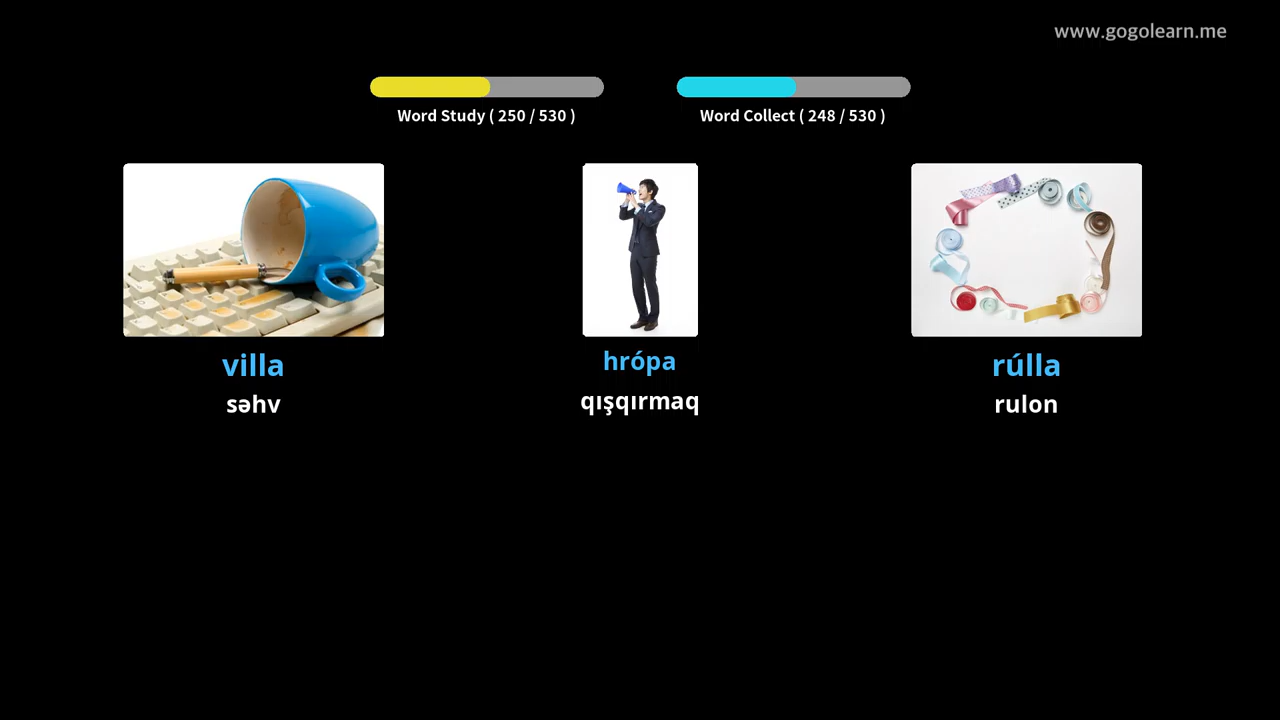 www.gogolearn.me
Word Study ( 250 / 530 )
Word Collect ( 248 / 530 )
villa
səhv
hrópa
qışqırmaq
rúlla
rulon